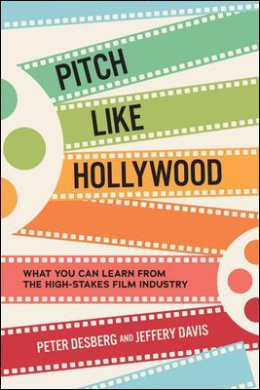 PITCH
LIKE
HOLLYWOOD
WHAT YOU CAN LEARN FROM
THE HIGH-STAKES FILM INDUSTRY
PETER DESBERG AND JEFFERY DAVIS